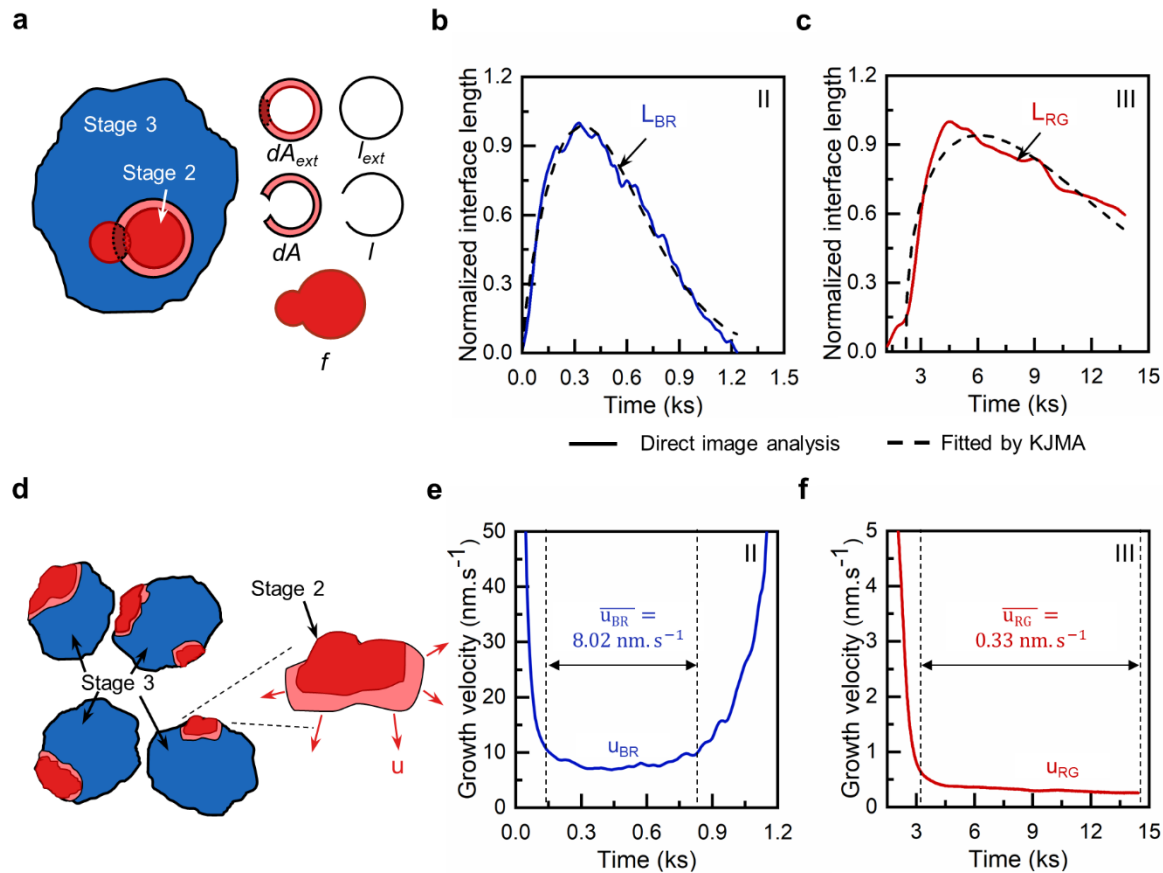 a
Stage 3
Stage 2
dA_ext
l_ext
dA
l
f
b
Normalized interface length
1.2
0.9
0.6
0.3
0.0
II
L_BR
0.0 0.3 0.6 0.9 1.2 1.5
Time (ks)
c
Normalized interface length
1.2
0.9
0.6
0.3
0.0
III
L_RG
3 6 9 12 15
Time (ks)
Direct image analysis
Fitted by KJMA
d
Stage 2
Stage 3
u
e
Growth velocity (nm.s⁻¹)
50
40
30
20
10
0
II
u_BR =
8.02 nm. s⁻¹
u_BR
0.0 0.3 0.6 0.9 1.2
Time (ks)
f
Growth velocity (nm.s⁻¹)
5
4
3
2
1
0
III
u_RG =
0.33 nm. s⁻¹
u_RG
3 6 9 12 15
Time (ks)